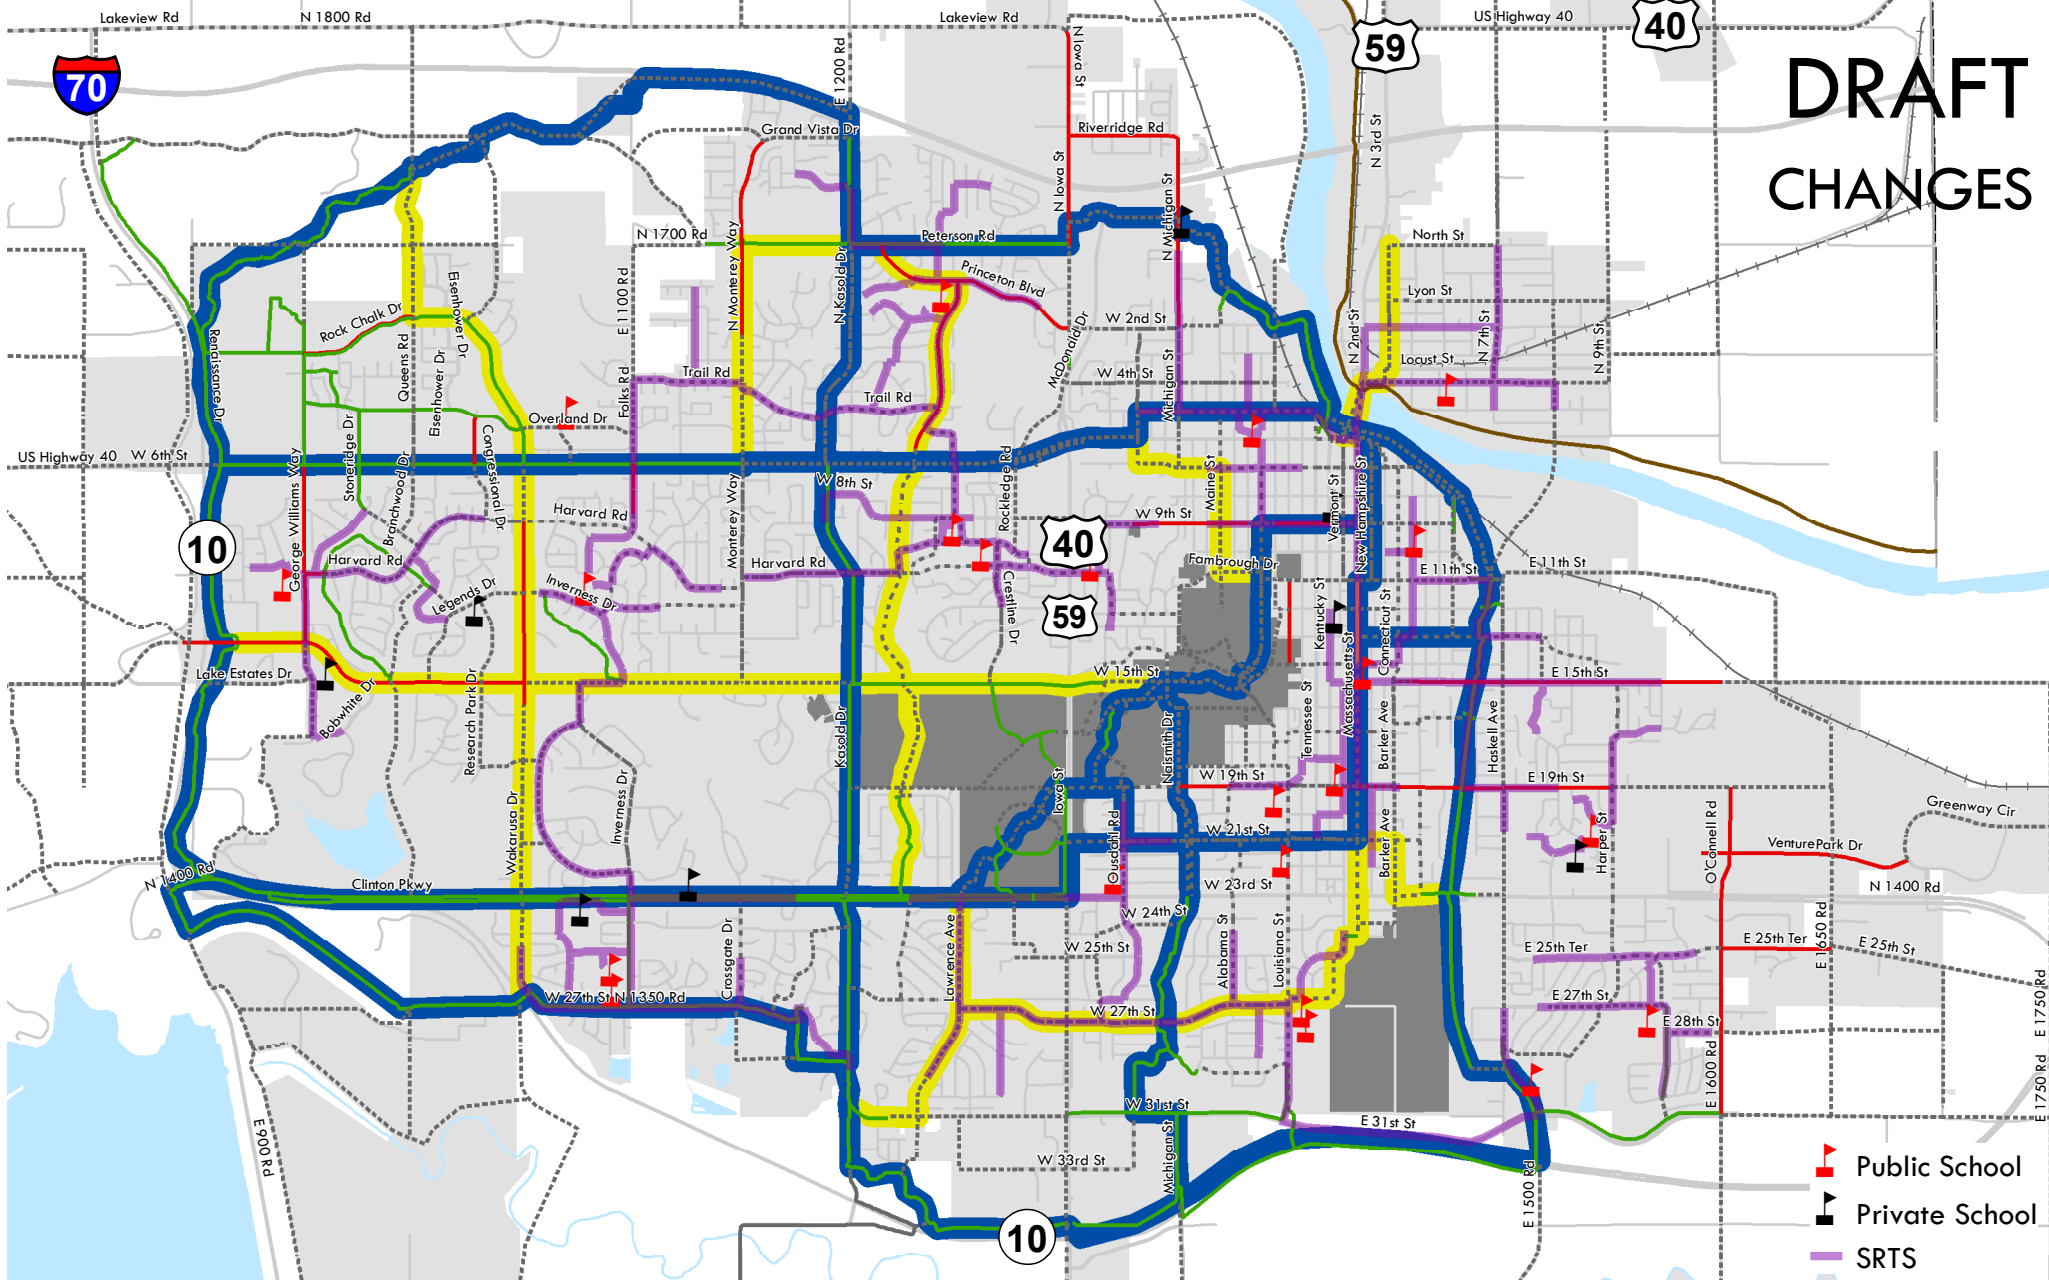 Lakeview Rd
N 1800 Rd
Lakeview Rd
US Highway 40
40
59
70
DRAFT
CHANGES
E 1200 Rd
N Iowa St
N 3rd St
Grand Vista Dr
Riverridge Rd
N Iowa St
N Michigan St
N 1700 Rd
N Monterey Way
Peterson Rd
North St
N Kasold Dr
Princeton Blvd
Eisenhower Dr
E 1100 Rd
Lyon St
Rock Chalk Dr
Renaissance Dr
Queens Rd
W 2nd St
McDonald Dr
N 2nd St
N 7th St
N 9th St
Eisenhower Dr
Folks Rd
Trail Rd
W 4th St
Michigan St
Locust St
Trail Rd
Overland Dr
Stoneridge Dr
Branchwood Dr
Congressional Dr
US Highway 40
W 6th St
George Williams Way
Monterey Way
W 8th St
Rockledge Rd
Maine St
Vermont St
New Hampshire St
Harvard Rd
W 9th St
10
40
Harvard Rd
Harvard Rd
Fambrough Dr
E 11th St
E 11th St
Legends Dr
Inverness Dr
Crestline Dr
59
Kentucky St
Connecticut St
Massachusetts St
Lake Estates Dr
Bobwhite Dr
Research Park Dr
W 15th St
E 15th St
Kasold Dr
Naismith Dr
Tennessee St
Barker Ave
Haskell Ave
Wakarusa Dr
Inverness Dr
Iowa St
W 19th St
E 19th St
O'Connell Rd
Greenway Cir
Ousdahl Rd
W 21st St
Barker Ave
Harper St
VenturePark Dr
N 1400 Rd
Clinton Pkwy
W 23rd St
N 1400 Rd
Crossgate Dr
Lawrence Ave
W 24th St
W 25th St
Alabama St
Louisiana St
E 25th Ter
E 25th Ter
E 1650 Rd
E 25th St
W 27th St
N 1350 Rd
W 27th St
E 27th St
E 28th St
E 1750 Rd
E 1600 Rd
E 1750 Rd
E 900 Rd
W 31st St
E 31st St
Michigan St
W 33rd St
E 1500 Rd
10
Public School
Private School
SRTS